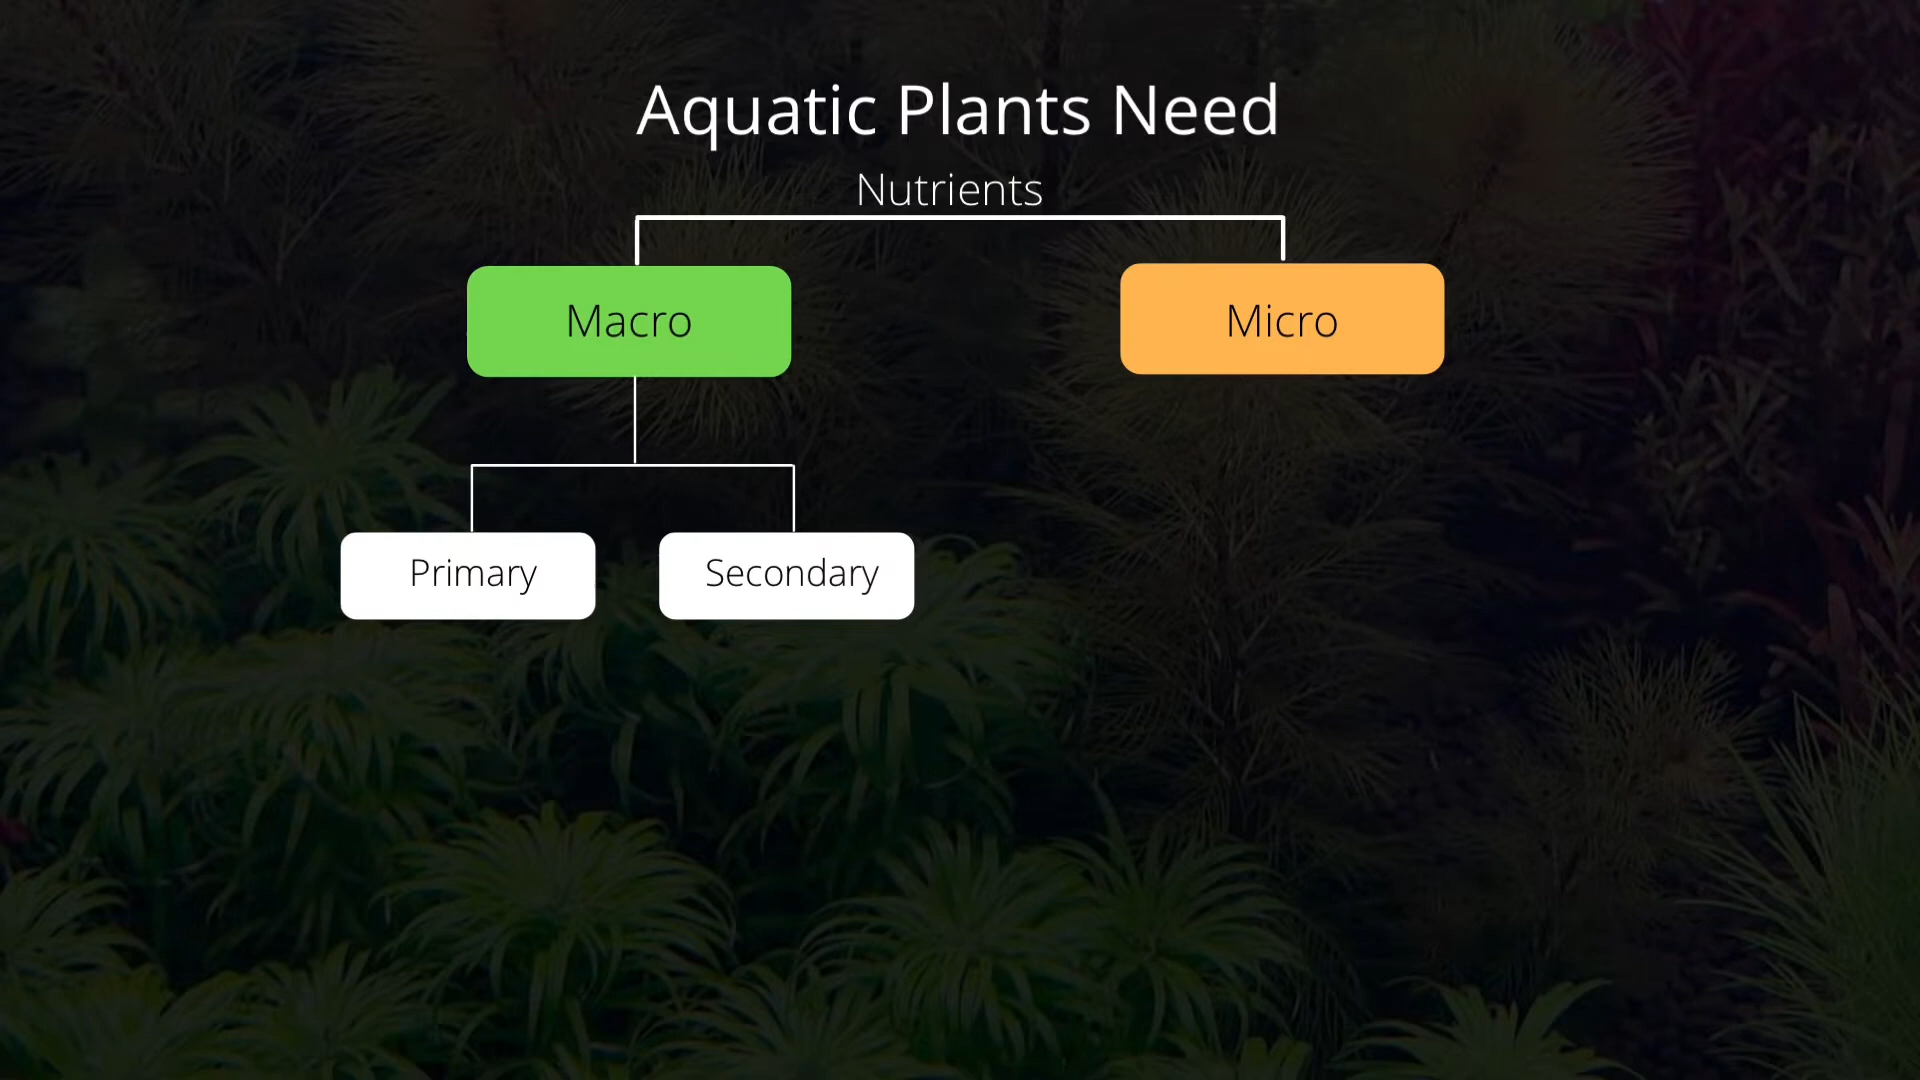 Aquatic Plants Need
Nutrients
Macro
Micro
Primary
Secondary